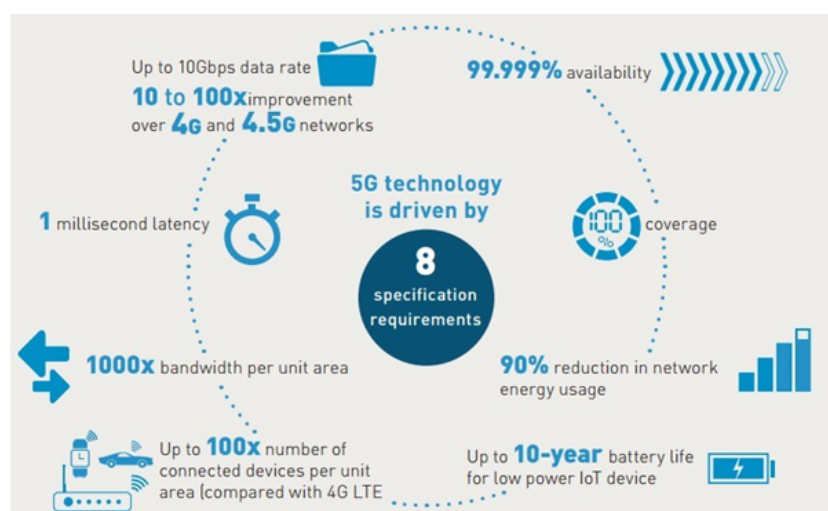 Up to 10Gbps data rate
10 to 100x improvement
over 4G and 4.5G networks
99.999% availability
5G technology
is driven by
8
specification
requirements
1 millisecond latency
100
%
coverage
1000x bandwidth per unit area
90% reduction in network
energy usage
Up to 100x number of
connected devices per unit
area (compared with 4G LTE
Up to 10-year battery life
for low power IoT device